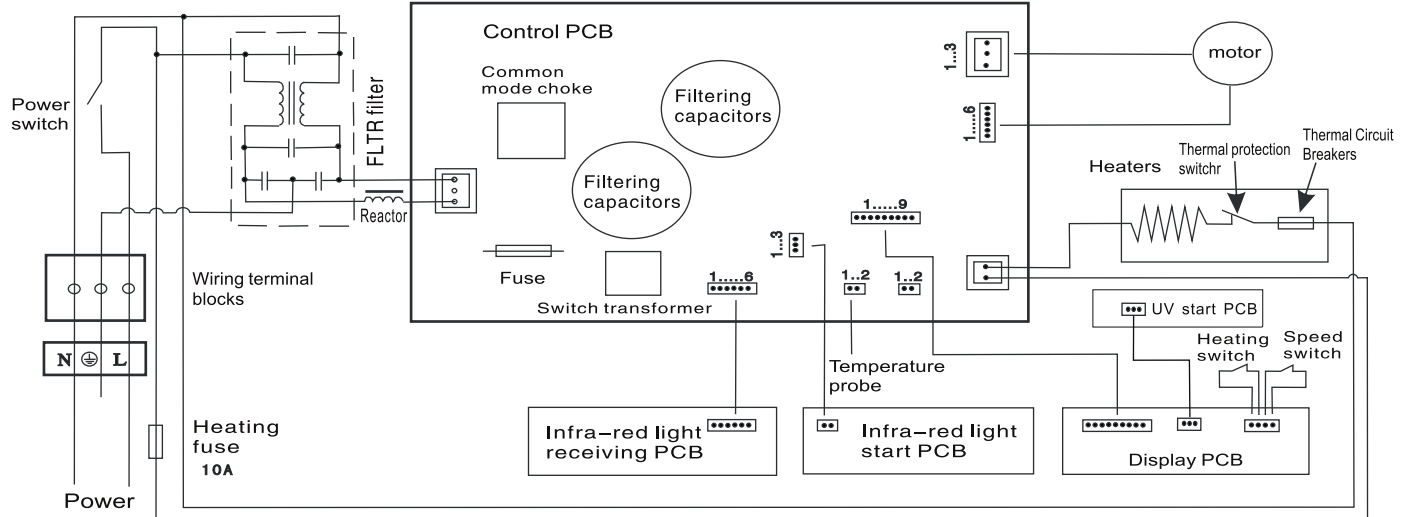 Control PCB
Common
mode choke
Filtering
capacitors
Filtering
capacitors
Fuse
Switch transformer
1.....6
1...3
1..2
1..2
1.....9
1...3
1....6
motor
Power
switch
FLTR filter
Reactor
Wiring terminal
blocks
N L
Heating
fuse
10A
Power
Heaters
Thermal protection
switchr
Thermal Circuit
Breakers
UV start PCB
Heating
switch
Speed
switch
Temperature
probe
Infra-red light
receiving PCB
Infra-red light
start PCB
Display PCB